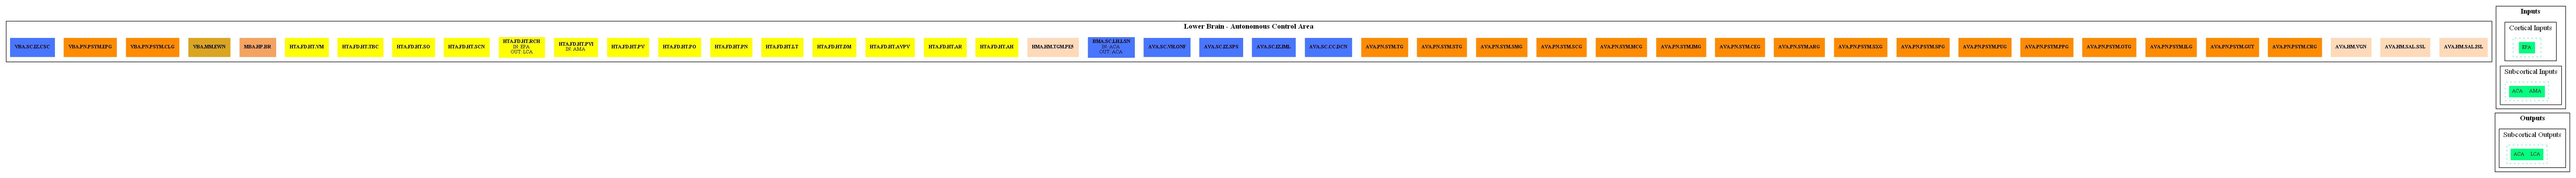 Lower Brain - Autonomous Control Area
VBA.SC.IZ.CSC
VBA.PN.PSYM.EPG
VBA.PN.PSYM.CLG
VBA.MM.EWN
MBA.HP.BR
HTA.FD.HT.VM
HTA.FD.HT.TBC
HTA.FD.HT.SO
HTA.FD.HT.SCN
HTA.FD.HT.RCH
IN EFA
OUT LCA
HTA.FD.HT.PVI
IN AMA
HTA.FD.HT.PV
HTA.FD.HT.PO
HTA.FD.HT.PN
HTA.FD.HT.LT
HTA.FD.HT.DM
HTA.FD.HT.AVPV
HTA.FD.HT.AR
HTA.FD.HT.AH
HMA.HM.TGM.PES
HMA.SC.LH.LSN
IN ACA
OUT ACA
AVA.SC.VH.ONF
AVA.SC.IZ.SPS
AVA.SC.IZ.IML
AVA.SC.CC.DCN
AVA.PN.SYM.TG
AVA.PN.SYM.STG
AVA.PN.SYM.SMG
AVA.PN.SYM.SCG
AVA.PN.SYM.MCG
AVA.PN.SYM.IMG
AVA.PN.SYM.CEG
AVA.PN.SYM.ARG
AVA.PN.PSYM.SXG
AVA.PN.PSYM.SPG
AVA.PN.PSYM.PUG
AVA.PN.PSYM.PPG
AVA.PN.PSYM.OTG
AVA.PN.PSYM.ILG
AVA.PN.PSYM.GUT
AVA.PN.PSYM.CRG
AVA.HM.VGN
AVA.HM.SAL.SSL
AVA.HM.SAL.ISL
Inputs
Cortical Inputs
EFA
Subcortical Inputs
ACA AMA
Outputs
Subcortical Outputs
ACA LCA